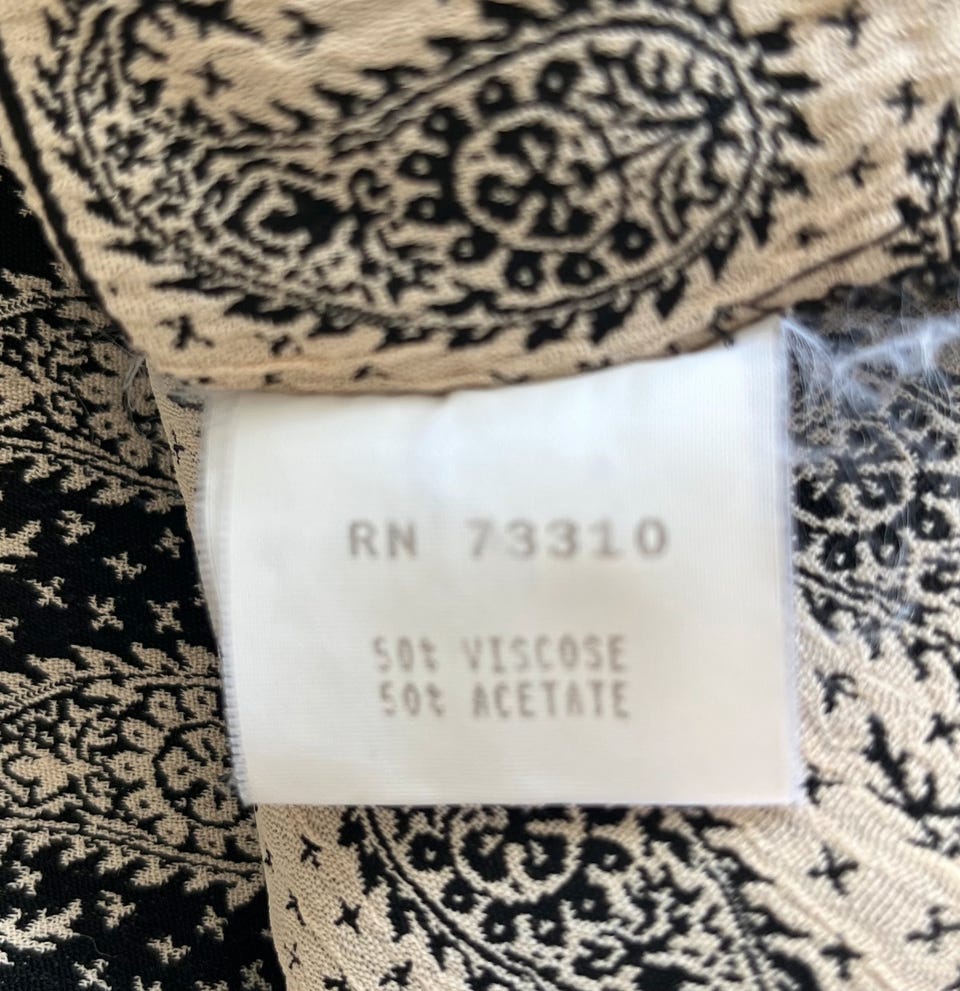 RN 73310
50% VISCOSE
50% ACETATE